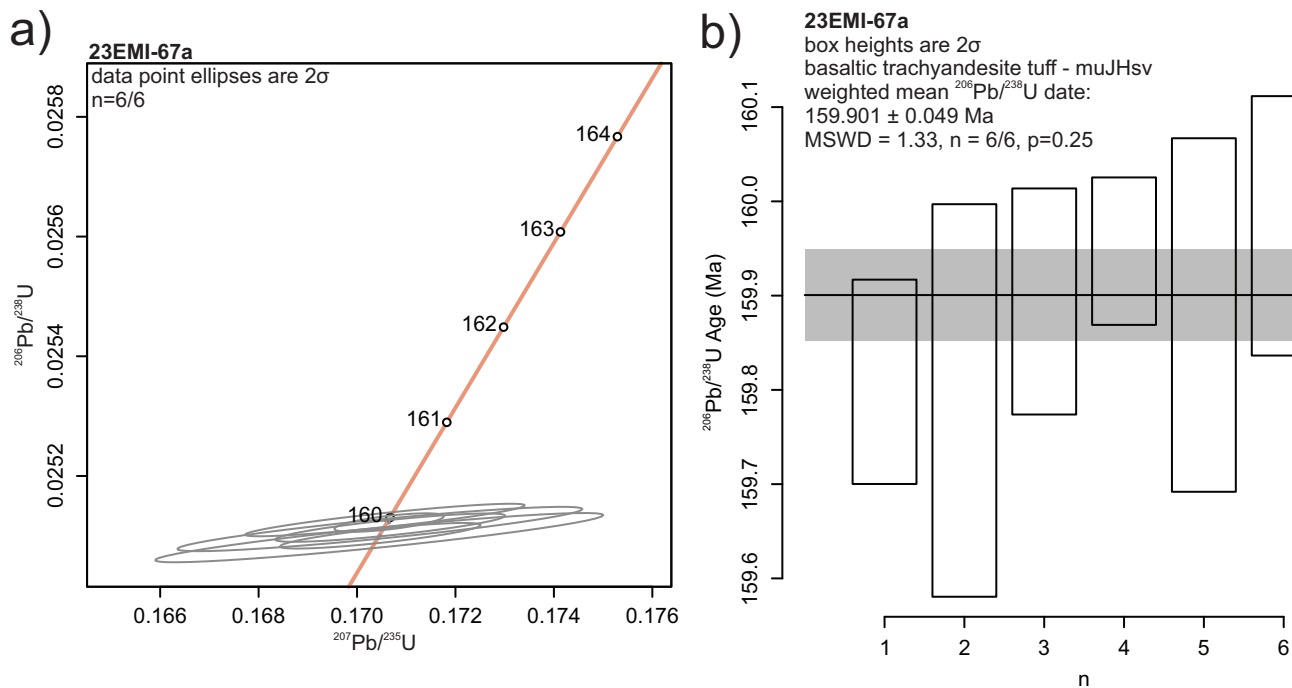 a)
23EMI-67a
data point ellipses are 2σ
n=6/6
0.0258
0.0256
0.0254
0.0252
²⁰⁶Pb/²³⁸U
164
163
162
161
160
0.166 0.168 0.170 0.172 0.174 0.176
²⁰⁷Pb/²³⁵U
b)
23EMI-67a
box heights are 2σ
basaltic trachyandesite tuff - muJHsv
weighted mean ²⁰⁶Pb/²³⁸U date:
159.901 ± 0.049 Ma
MSWD = 1.33, n = 6/6, p=0.25
160.1
160.0
159.9
159.8
159.7
159.6
²⁰⁶Pb/²³⁸U Age (Ma)
1 2 3 4 5 6
n